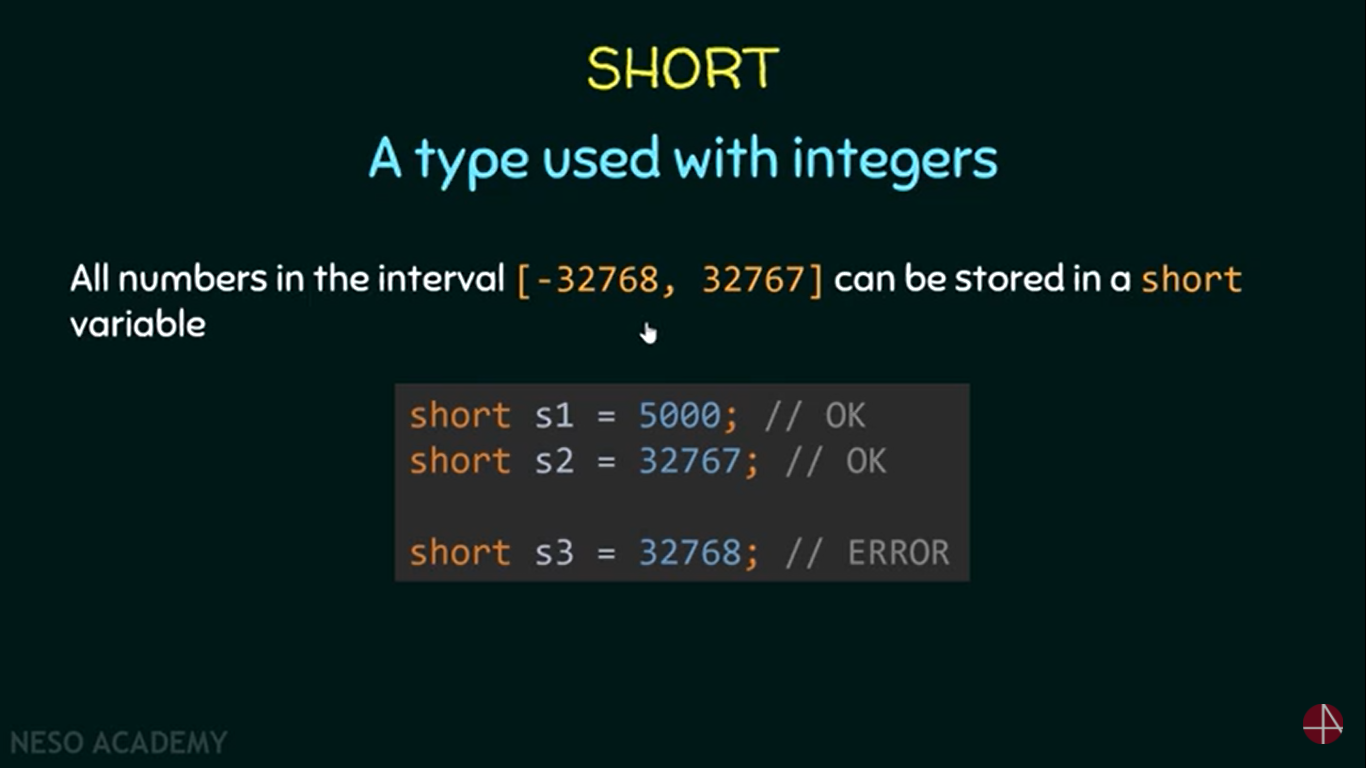 SHORT
A type used with integers
All numbers in the interval [-32768, 32767] can be stored in a short
variable
short s1 = 5000; // OK
short s2 = 32767; // OK
short s3 = 32768; // ERROR
NESO ACADEMY